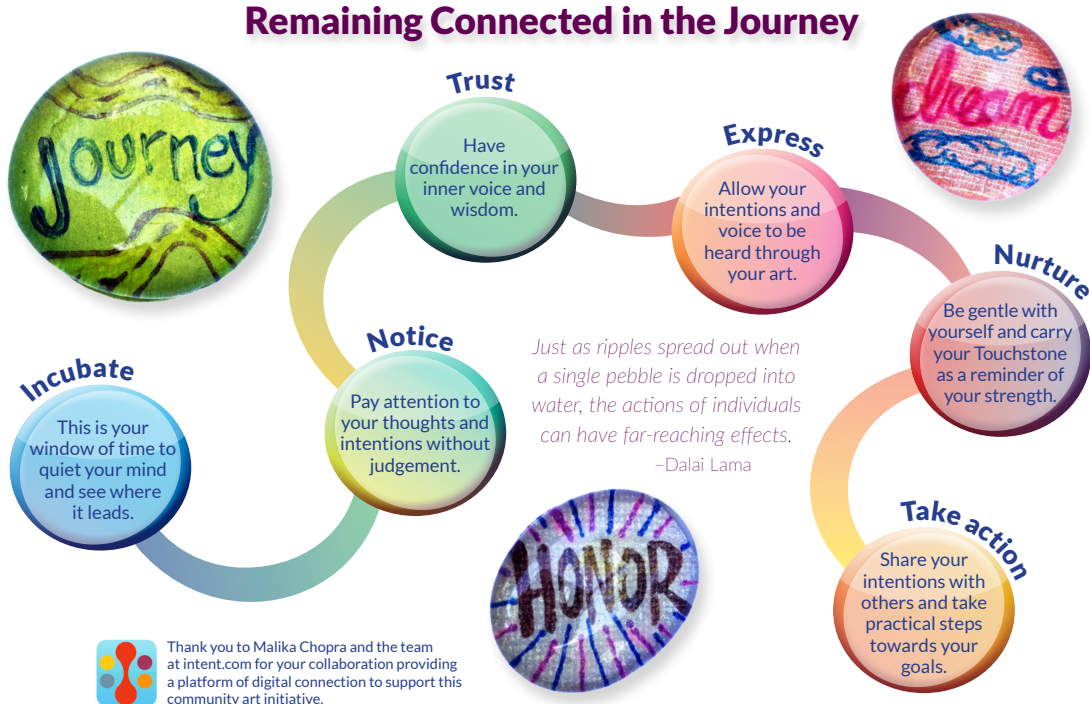 Remaining Connected in the Journey
Journey
dream
Trust
Have
confidence in your
inner voice and
wisdom.
Express
Allow your
intentions and
voice to be
heard through
your art.
Nurture
Be gentle with
yourself and carry
your Touchstone
as a reminder of
your strength.
Incubate
This is your
window of time to
quiet your mind
and see where
it leads.
Notice
Pay attention to
your thoughts and
intentions without
judgement.
Just as ripples spread out when
a single pebble is dropped into
water, the actions of individuals
can have far-reaching effects.
–Dalai Lama
HONOR
Take action
Share your
intentions with
others and take
practical steps
towards your
goals.
Thank you to Malika Chopra and the team
at intent.com for your collaboration providing
a platform of digital connection to support this
community art initiative.